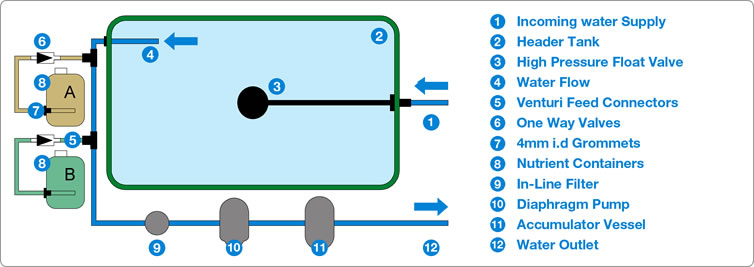 6
4
2
8
A
3
7
1
5
8
B
9
10
11
12
1 Incoming water Supply
2 Header Tank
3 High Pressure Float Valve
4 Water Flow
5 Venturi Feed Connectors
6 One Way Valves
7 4mm i.d Grommets
8 Nutrient Containers
9 In-Line Filter
10 Diaphragm Pump
11 Accumulator Vessel
12 Water Outlet